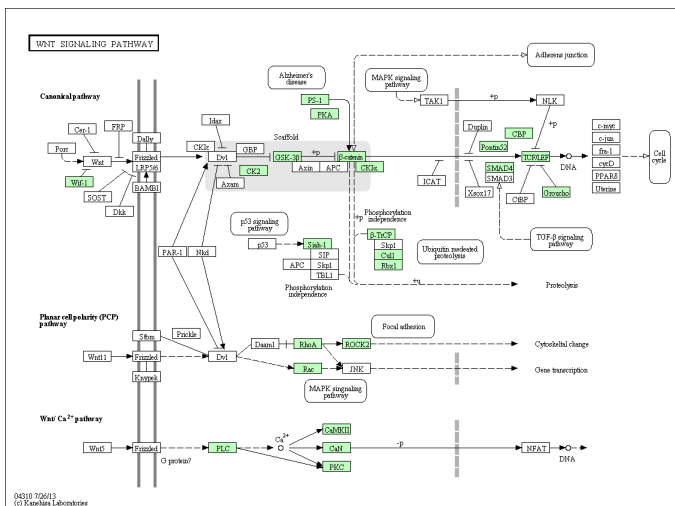 WNT SIGNALING PATHWAY
Canonical pathway
Alzheimer's
disease
Adherens junction
MAPK signaling
pathway
PS-1
PKA
TAK1
+p
NLK
Cer-1
FRP
Idax
Scaffold
Duplin
CBP
c-myc
Porc
Dally
CKIε
GBP
Pontin52
c-jun
Wnt
Frizzled
Dvl
GSK-3β
+p
β-catenin
TCF/LEF
DNA
fra-1
Cell
cycle
LRP5/6
Axin
APC
CKIα
SMAD4
cycD
Wif-1
BAMBI
CK2
SMAD3
PPARδ
SOST
Axam
ICAT
Xsox17
CtBP
Groucho
Uterine
Dkk
p53 signaling
pathway
+p
Phosphorylation
independence
TGF-β signaling
pathway
PAR-1
Nkd
p53
Siah-1
β-TrCP
SIP
Skp1
APC
Skp1
Cul1
TBL1
Rbx1
Ubiquitin medeated
proteolysis
Phosphorylation
independence
+u
Proteolysis
Planar cell polarity (PCP)
pathway
Stbm
Prickle
Focal adhesion
Daam1
RhoA
ROCK2
Cytoskeltal change
Wnt11
Frizzled
Dvl
Rac
JNK
Gene transcription
Knypek
MAPK singnaling
pathway
Wnt/ Ca2+ pathway
CaMKII
Wnt5
Frizzled
PLC
Ca2+
CaN
-p
NFAT
DNA
G protein?
PKC
04310 7/26/13
(c) Kanehisa Laboratories